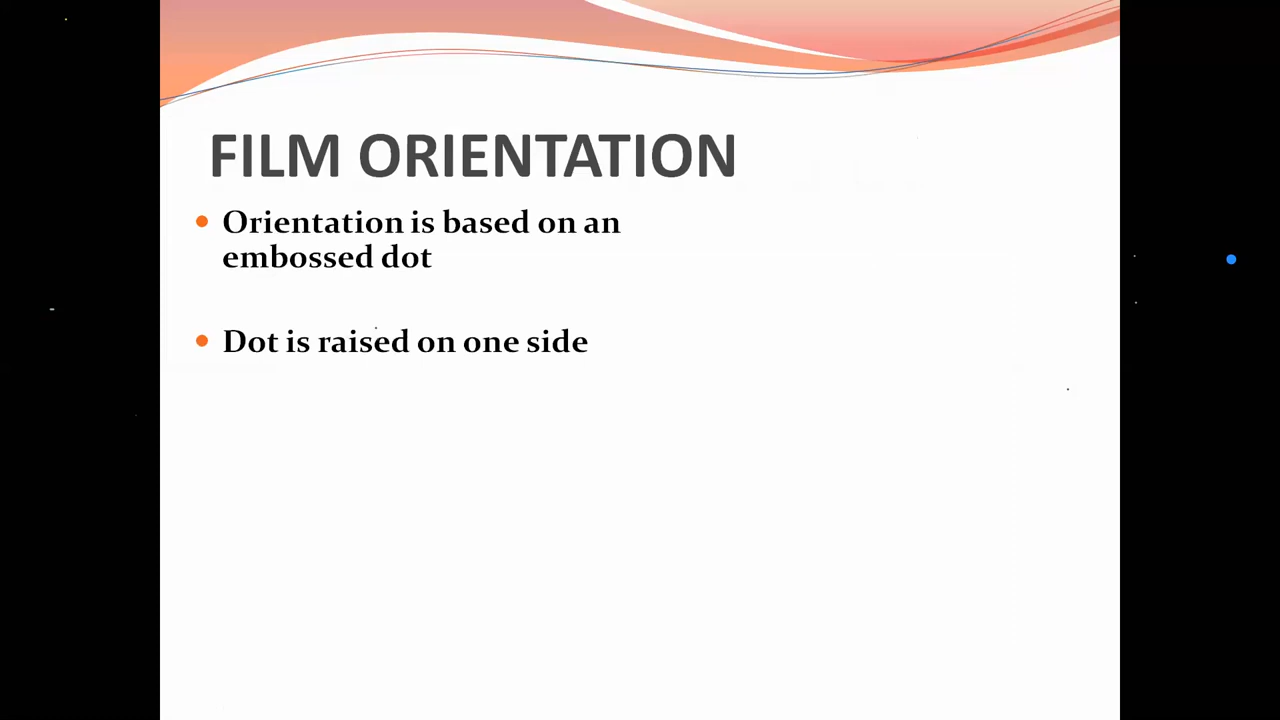 FILM ORIENTATION
Orientation is based on an
embossed dot
Dot is raised on one side